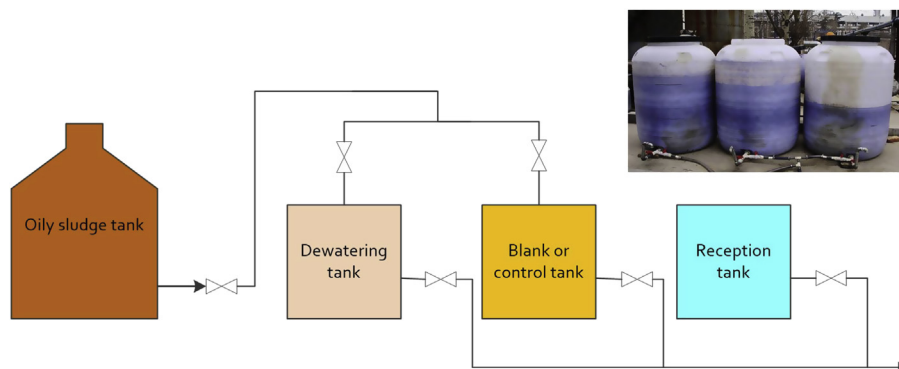 Oily sludge tank
Dewatering
tank
Blank or
control tank
Reception
tank